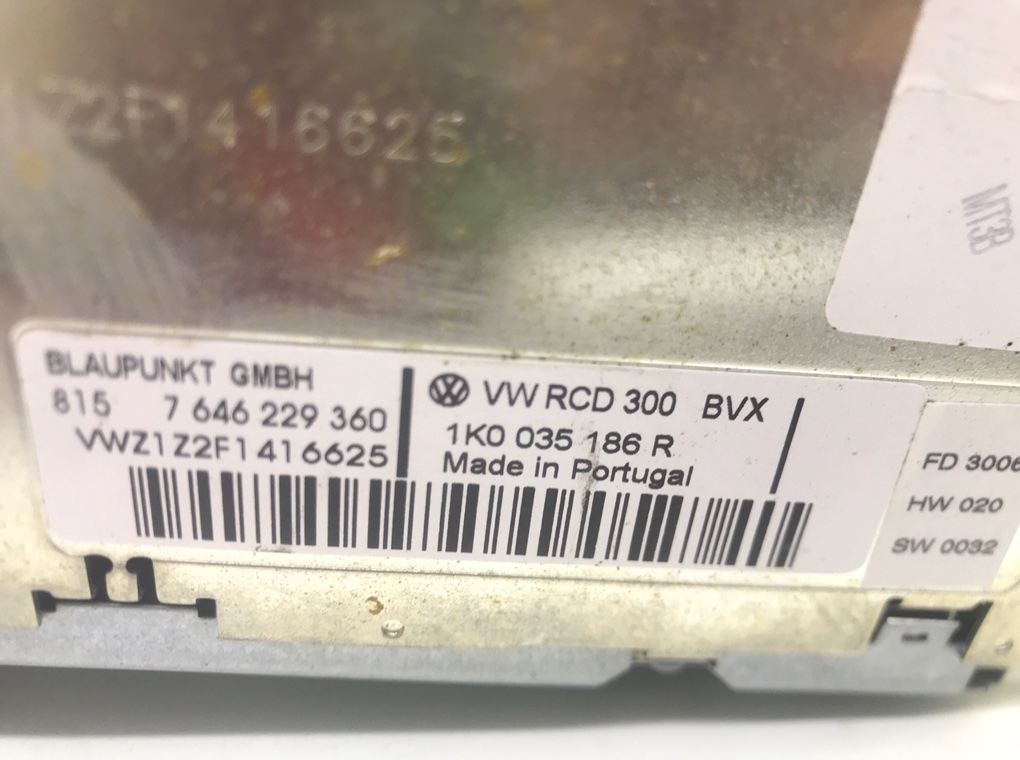 Z2F1416625
MT3B
BLAUPUNKT GMBH
815 7 646 229 360
VWZ1Z2F1416625
VW RCD 300 BVX
1K0 035 186 R
Made in Portugal
FD 3006
HW 020
SW 0032